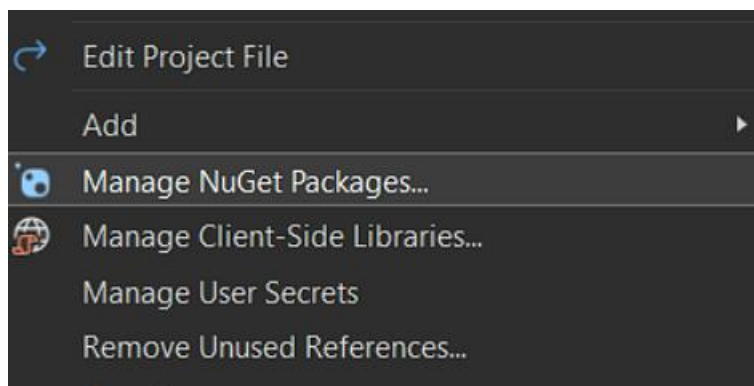 Edit Project File
Add
Manage NuGet Packages...
Manage Client-Side Libraries...
Manage User Secrets
Remove Unused References...